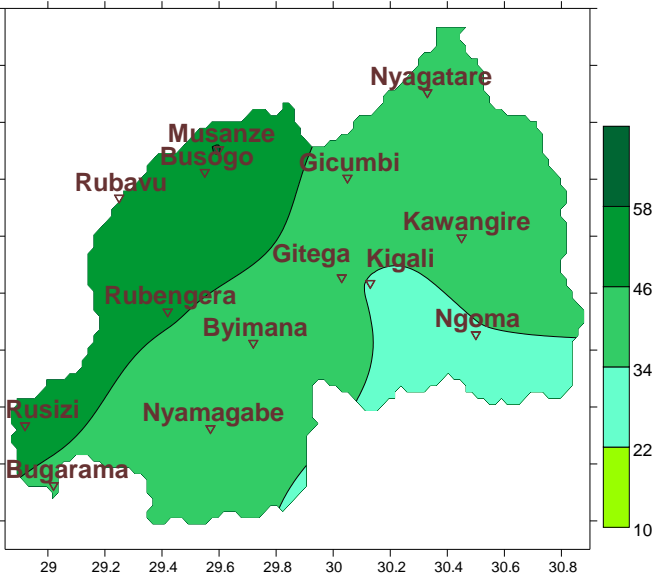 Nyagatare
Musanze
Busogo
Gicumbi
Rubavu
Kawangire
Gitega
Kigali
Rubengera
Ngoma
Byimana
Rusizi
Nyamagabe
Bugarama
58
46
34
22
10
29 29.2 29.4 29.6 29.8 30 30.2 30.4 30.6 30.8